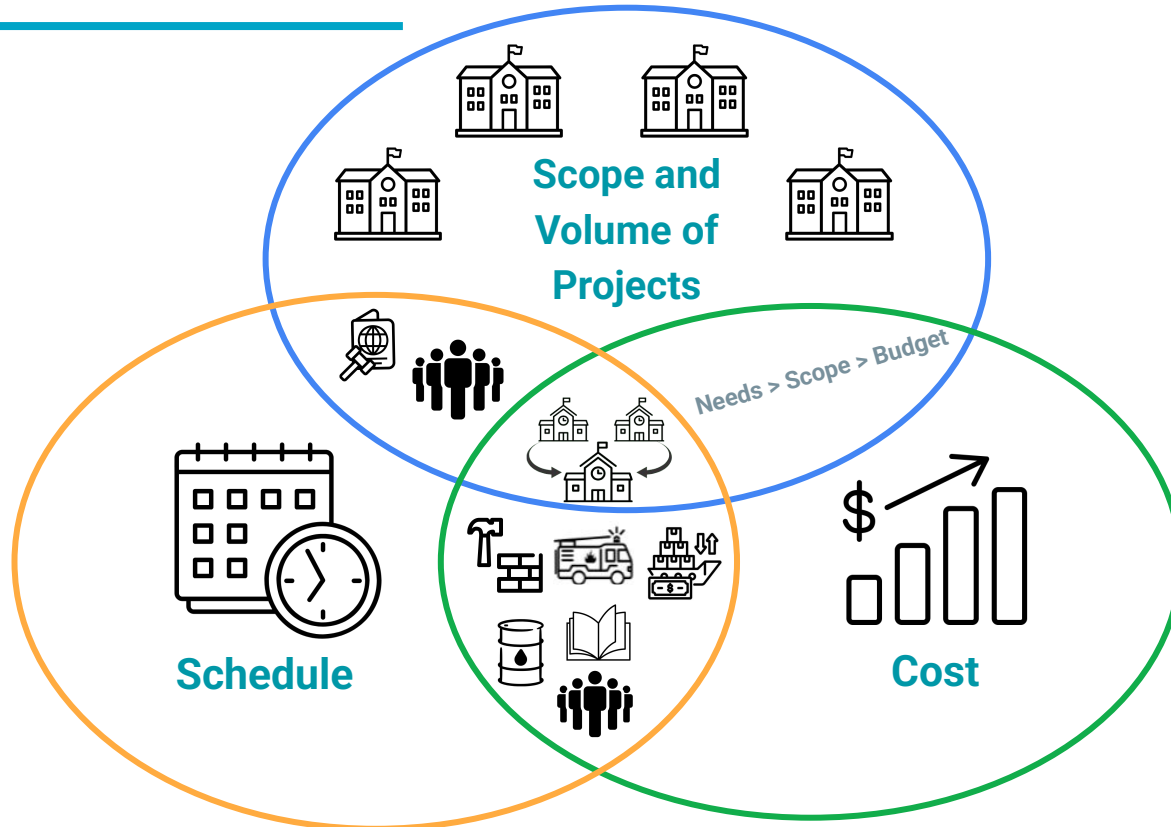 Scope and
Volume of
Projects
Needs > Scope > Budget
$
$
Schedule
Cost